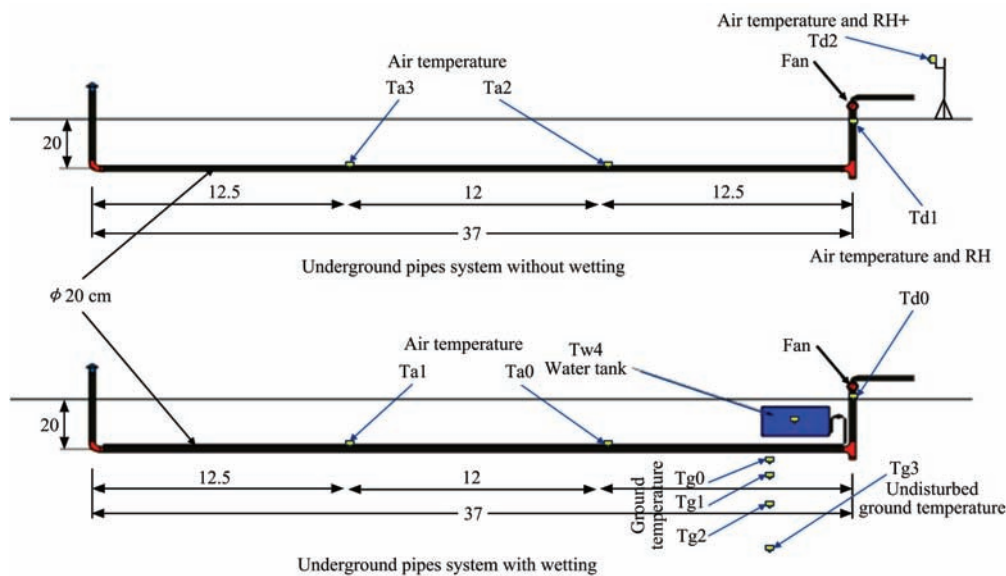 Air temperature and RH+
Td2
Fan
Air temperature
Ta3
Ta2
20
12.5
12
12.5
37
Td1
Underground pipes system without wetting
Air temperature and RH
ϕ 20 cm
Td0
Air temperature
Ta1
Ta0
Tw4
Water tank
Fan
20
12.5
12
37
Ground
temperature
Tg0
Tg1
Tg2
Tg3
Undisturbed
ground temperature
Underground pipes system with wetting